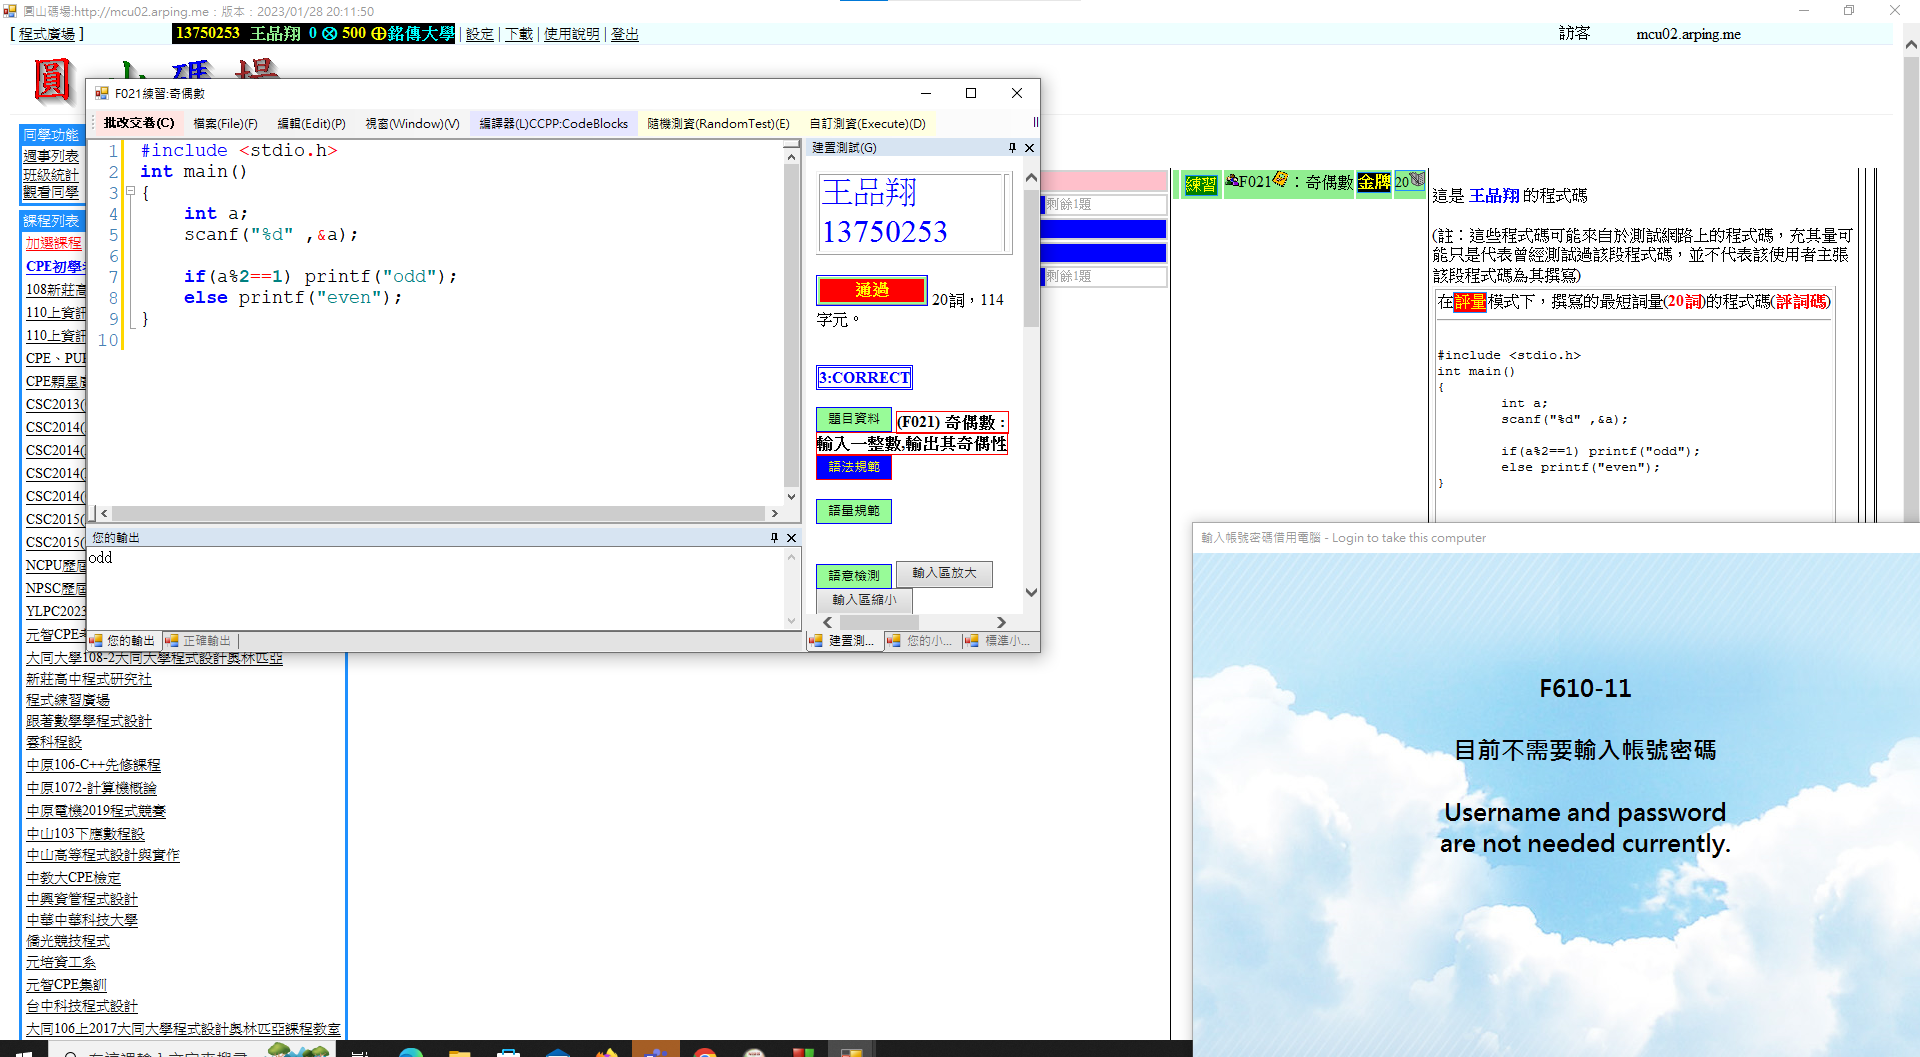 圓山碼場:http://mcu02.arping.me : 版本 : 2023/01/28 20:11:50
[ 程式廣場 ]
13750253 王品翔 0 ⊗ 500 ⊕銘傳大學 | 設定 | 下載 | 使用說明 | 登出
訪客
mcu02.arping.me
圓
同學功能
週事列表
班級統計
觀看同學
課程列表
加選課程
CPE初學
108新莊高
110上資訊
110上資訊
CPE、PU
CPE顆星
CSC2013(
CSC2014(
CSC2014(
CSC2014(
CSC2014(
CSC2015(
CSC2015(
NCPU歷屆
NPSC歷屆
YLPC2023
元智CPE
大同大學108-2大同大學程式設計奧林匹亞
新莊高中程式研究社
程式練習廣場
跟著數學學程式設計
雲科程設
中原106-C++先修課程
中原1072-計算機概論
中原電機2019程式競賽
中山103下應數程設
中山高等程式設計與實作
中教大CPE檢定
中興資管程式設計
中華中華科技大學
僑光競技程式
元培資工系
元智CPE集訓
台中科技程式設計
大同106上2017大同大學程式設計奧林匹亞課程教室
F021練習:奇偶數
批改交卷(C) 檔案(File)(F) 編輯(Edit)(P) 視窗(Window)(V) 編譯器(L)CCPP:CodeBlocks 隨機測資(RandomTest)(E) 自訂測資(Execute)(D)
1 #include <stdio.h>
2 int main()
3 {
4 int a;
5 scanf("%d" ,&a);
6
7 if(a%2==1) printf("odd");
8 else printf("even");
9 }
10
您的輸出
odd
您的輸出 正確輸出
建置測試(G)
王品翔
13750253
通過 20詞，114
字元。
3:CORRECT
題目資料 (F021) 奇偶數 :
輸入一整數,輸出其奇偶性
語法規範
語量規範
語意檢測 輸入區放大
輸入區縮小
建置測... 您的小... 標準小...
剩餘1題
剩餘1題
練習 F021 : 奇偶數 金牌 20
這是 王品翔 的程式碼
(註：這些程式碼可能來自於測試網路上的程式碼，充其量可
能只是代表曾經測試過該段程式碼，並不代表該使用者主張
該段程式碼為其撰寫)
在評量模式下，撰寫的最短詞量(20詞)的程式碼(評詞碼)
#include <stdio.h>
int main()
{
int a;
scanf("%d" ,&a);
if(a%2==1) printf("odd");
else printf("even");
}
輸入帳號密碼借用電腦 - Login to take this computer
F610-11
目前不需要輸入帳號密碼
Username and password
are not needed currently.